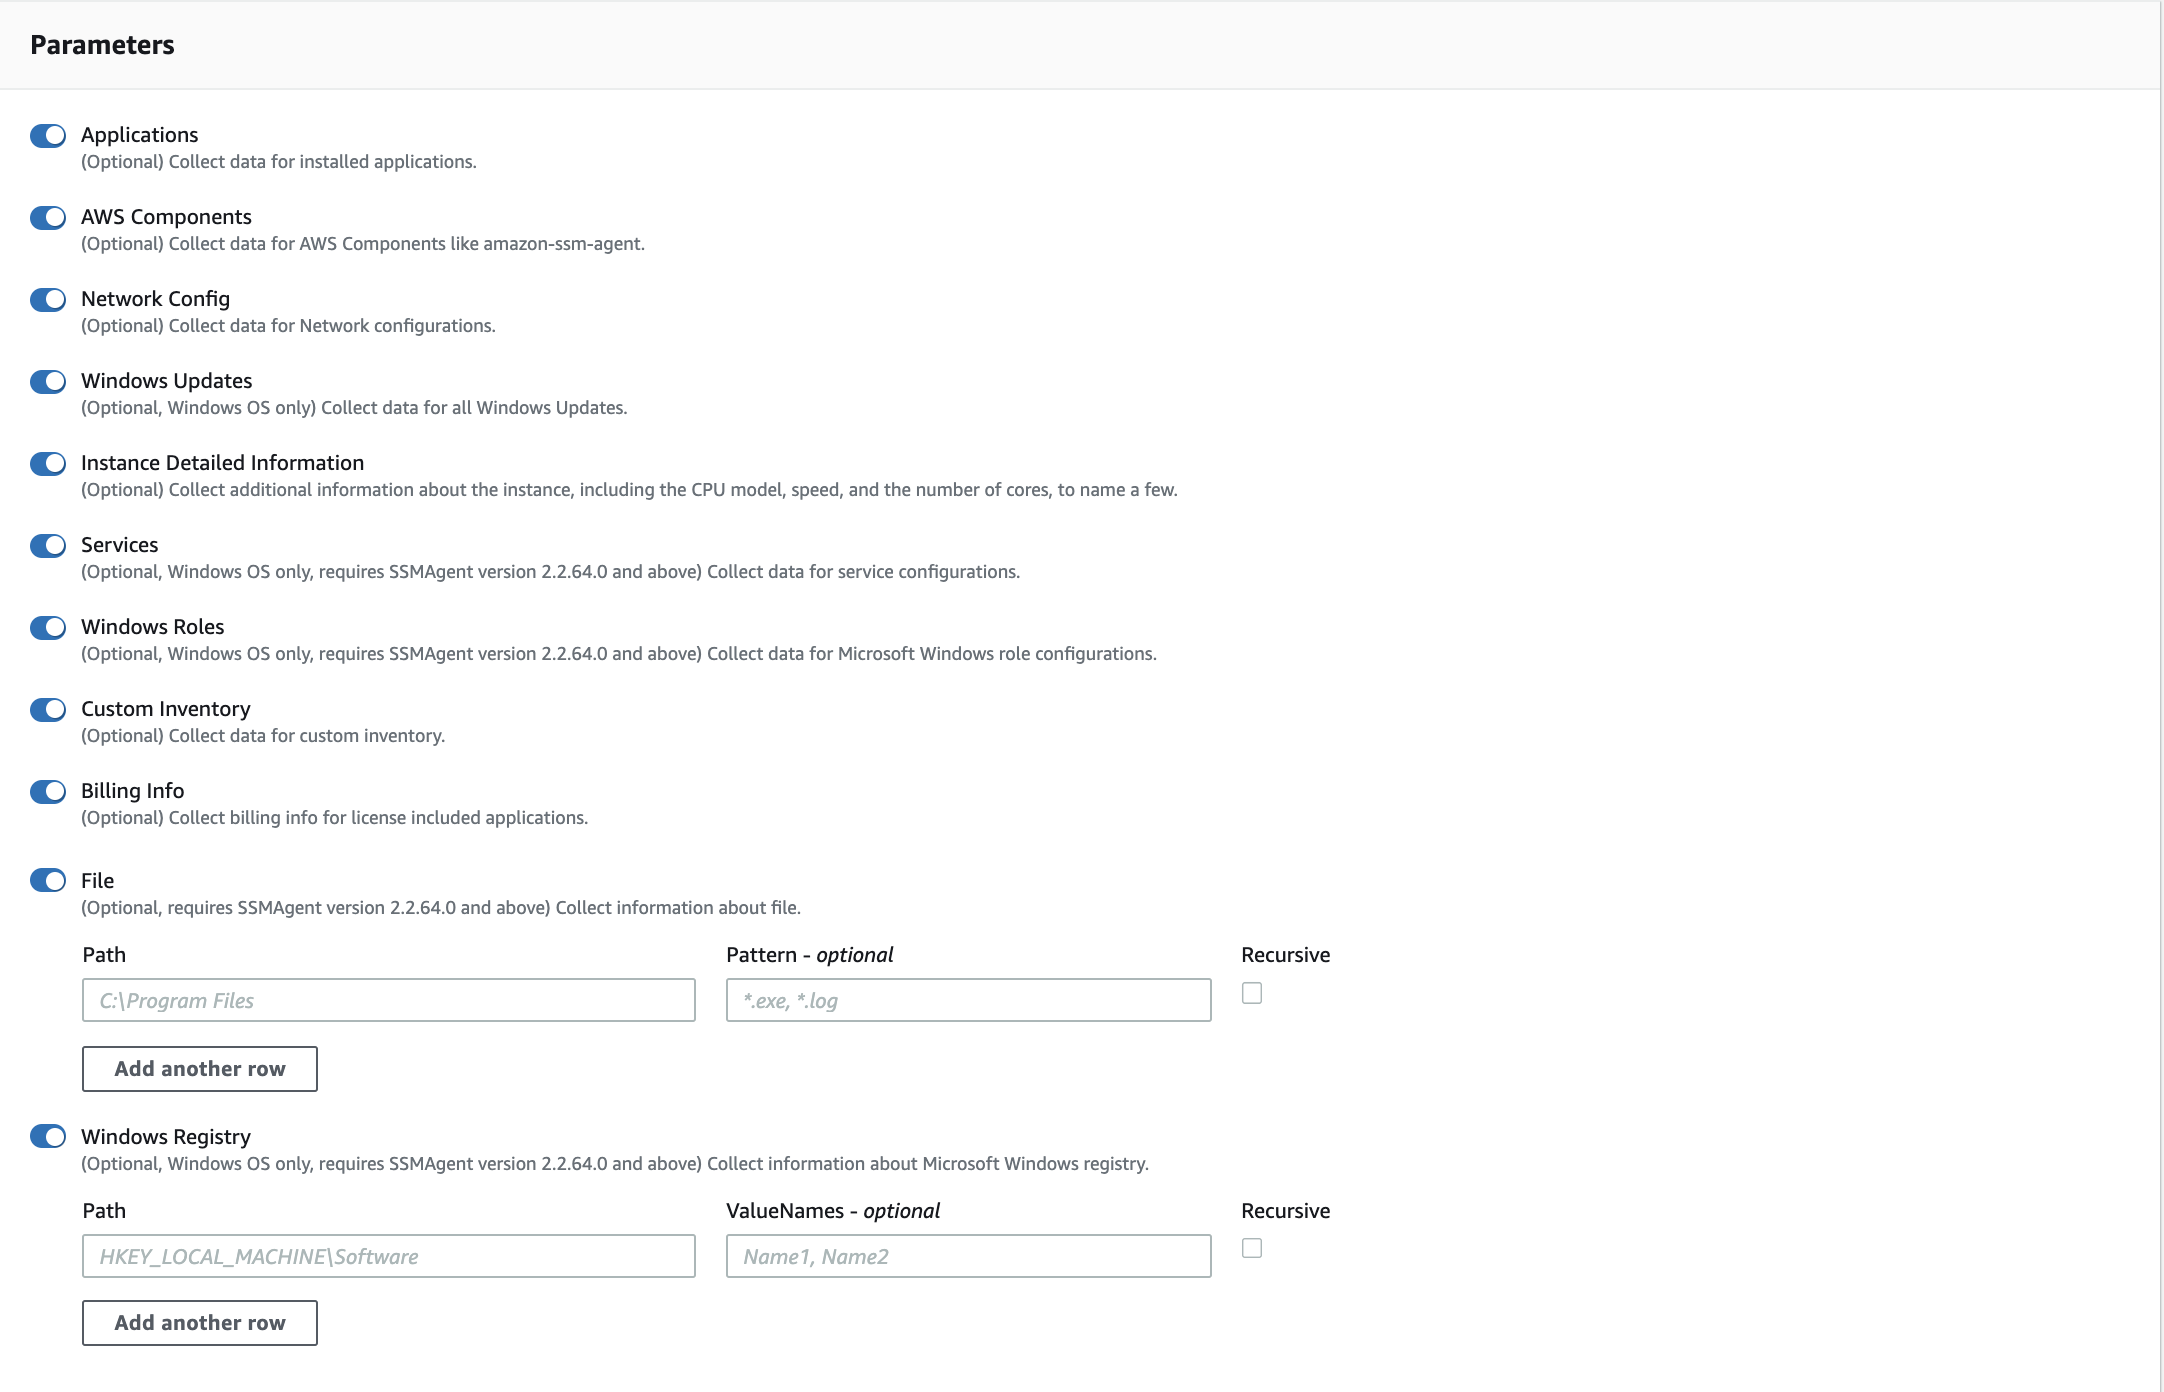 Parameters
Applications
(Optional) Collect data for installed applications.
AWS Components
(Optional) Collect data for AWS Components like amazon-ssm-agent.
Network Config
(Optional) Collect data for Network configurations.
Windows Updates
(Optional, Windows OS only) Collect data for all Windows Updates.
Instance Detailed Information
(Optional) Collect additional information about the instance, including the CPU model, speed, and the number of cores, to name a few.
Services
(Optional, Windows OS only, requires SSMAgent version 2.2.64.0 and above) Collect data for service configurations.
Windows Roles
(Optional, Windows OS only, requires SSMAgent version 2.2.64.0 and above) Collect data for Microsoft Windows role configurations.
Custom Inventory
(Optional) Collect data for custom inventory.
Billing Info
(Optional) Collect billing info for license included applications.
File
(Optional, requires SSMAgent version 2.2.64.0 and above) Collect information about file.
Path Pattern - optional Recursive
C:\Program Files *.exe, *.log
Add another row
Windows Registry
(Optional, Windows OS only, requires SSMAgent version 2.2.64.0 and above) Collect information about Microsoft Windows registry.
Path ValueNames - optional Recursive
HKEY_LOCAL_MACHINE\Software Name1, Name2
Add another row